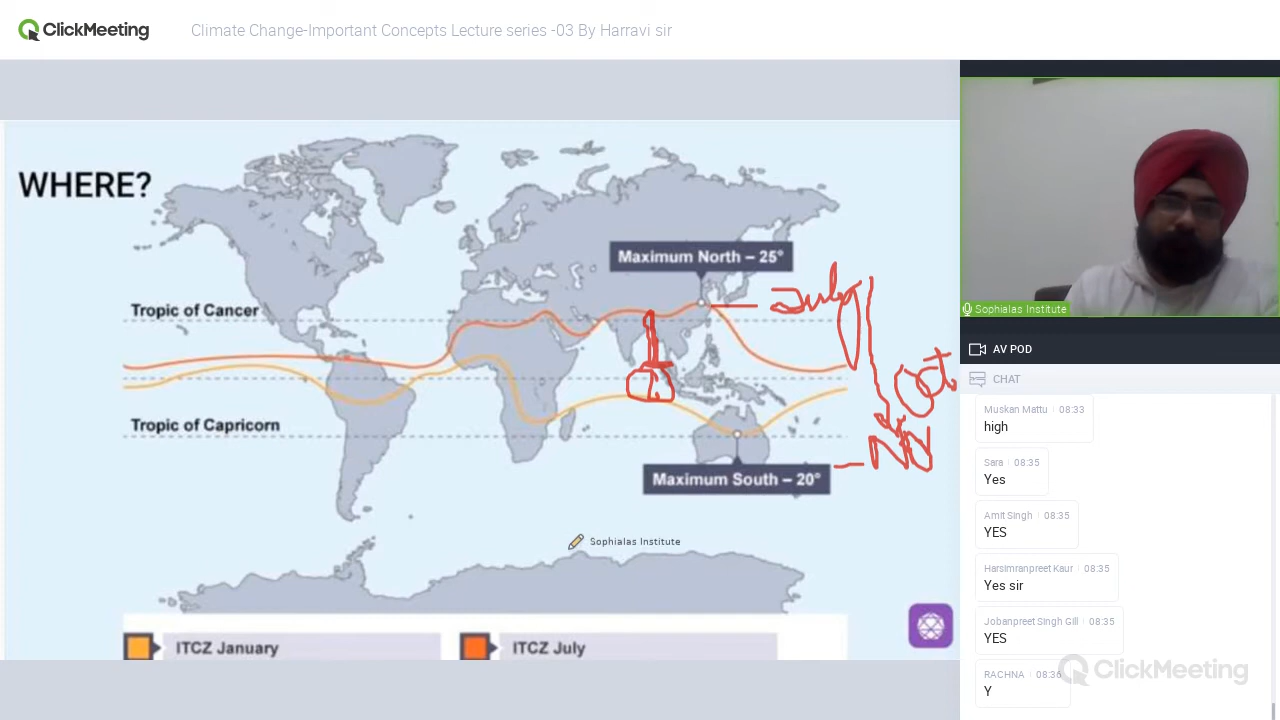 ClickMeeting
Climate Change-Important Concepts Lecture series -03 By Harravi sir
WHERE?
Maximum North – 25°
Tropic of Cancer
July
Oct
Tropic of Capricorn
Maximum South – 20°
Sophialas Institute
ITCZ January
ITCZ July
Sophialas Institute
AV POD
CHAT
Muskan Mattu 08:33
high
Sara 08:35
Yes
Amit Singh 08:35
YES
Harsimranpreet Kaur 08:35
Yes sir
Jobanpreet Singh Gill 08:35
YES
RACHNA 08:36
Y
ClickMeeting